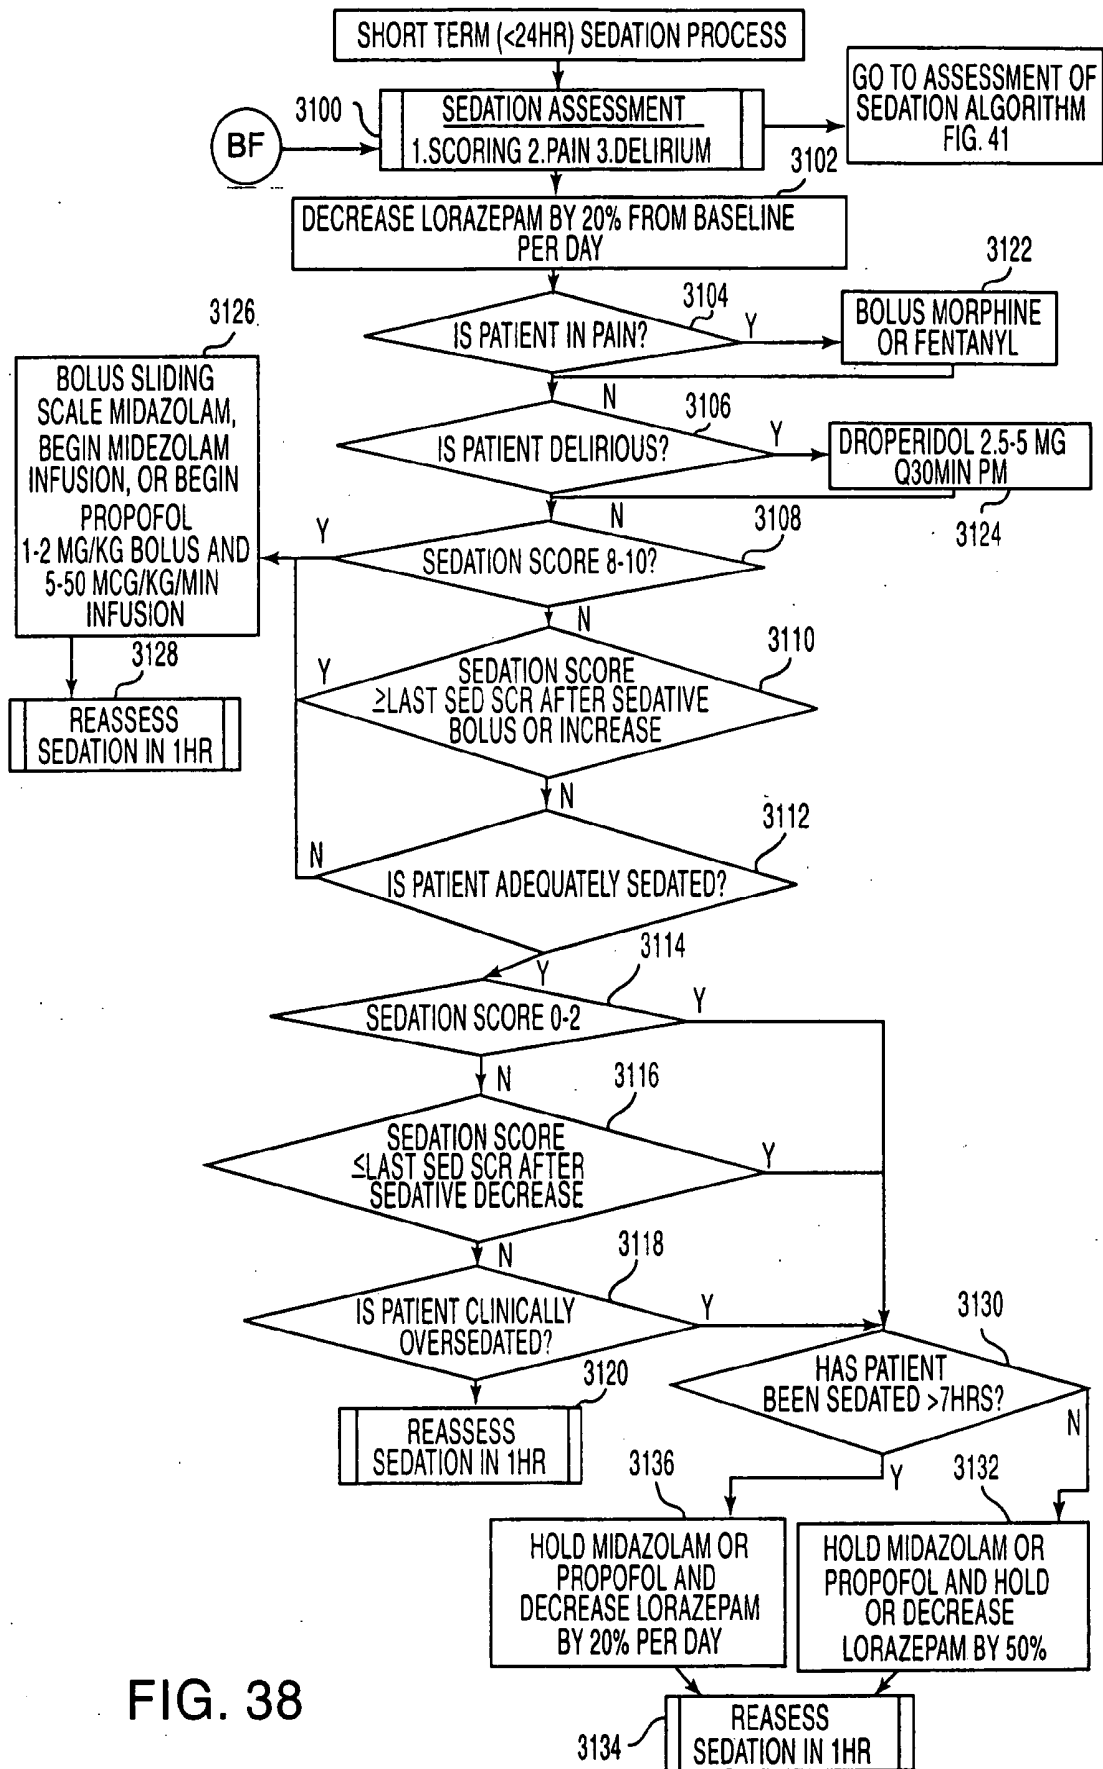 SHORT TERM (<24HR) SEDATION PROCESS
3100
SEDATION ASSESSMENT
1.SCORING 2.PAIN 3.DELIRIUM
GO TO ASSESSMENT OF
SEDATION ALGORITHM
FIG. 41
BF
3102
DECREASE LORAZEPAM BY 20% FROM BASELINE
PER DAY
3104
IS PATIENT IN PAIN?
Y
3122
BOLUS MORPHINE
OR FENTANYL
N
3106
IS PATIENT DELIRIOUS?
Y
DROPERIDOL 2.5-5 MG
Q30MIN PM
3124
N
3108
SEDATION SCORE 8-10?
Y
3126
BOLUS SLIDING
SCALE MIDAZOLAM,
BEGIN MIDEZOLAM
INFUSION, OR BEGIN
PROPOFOL
1-2 MG/KG BOLUS AND
5-50 MCG/KG/MIN
INFUSION
3128
REASSESS
SEDATION IN 1HR
N
3110
Y
SEDATION SCORE
≥LAST SED SCR AFTER SEDATIVE
BOLUS OR INCREASE
N
3112
N
IS PATIENT ADEQUATELY SEDATED?
Y
3114
SEDATION SCORE 0-2
Y
N
3116
SEDATION SCORE
≤LAST SED SCR AFTER
SEDATIVE DECREASE
Y
N
3118
IS PATIENT CLINICALLY
OVERSEDATED?
Y
3120
REASSESS
SEDATION IN 1HR
3130
HAS PATIENT
BEEN SEDATED >7HRS?
N
Y
3136
HOLD MIDAZOLAM OR
PROPOFOL AND
DECREASE LORAZEPAM
BY 20% PER DAY
3132
HOLD MIDAZOLAM OR
PROPOFOL AND HOLD
OR DECREASE
LORAZEPAM BY 50%
3134
REASESS
SEDATION IN 1HR
FIG. 38